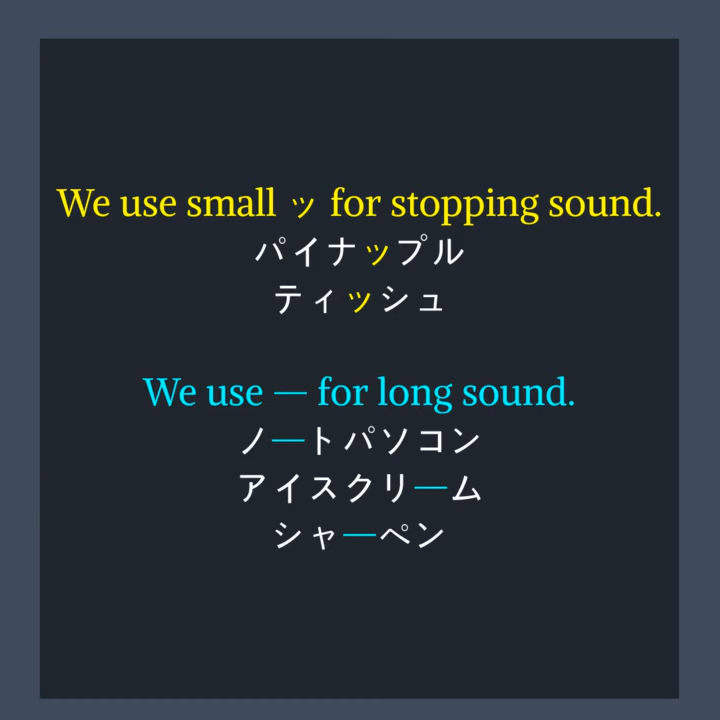 We use small ッ for stopping sound.
パイナップル
ティッシュ
We use ー for long sound.
ノートパソコン
アイスクリーム
シャーペン